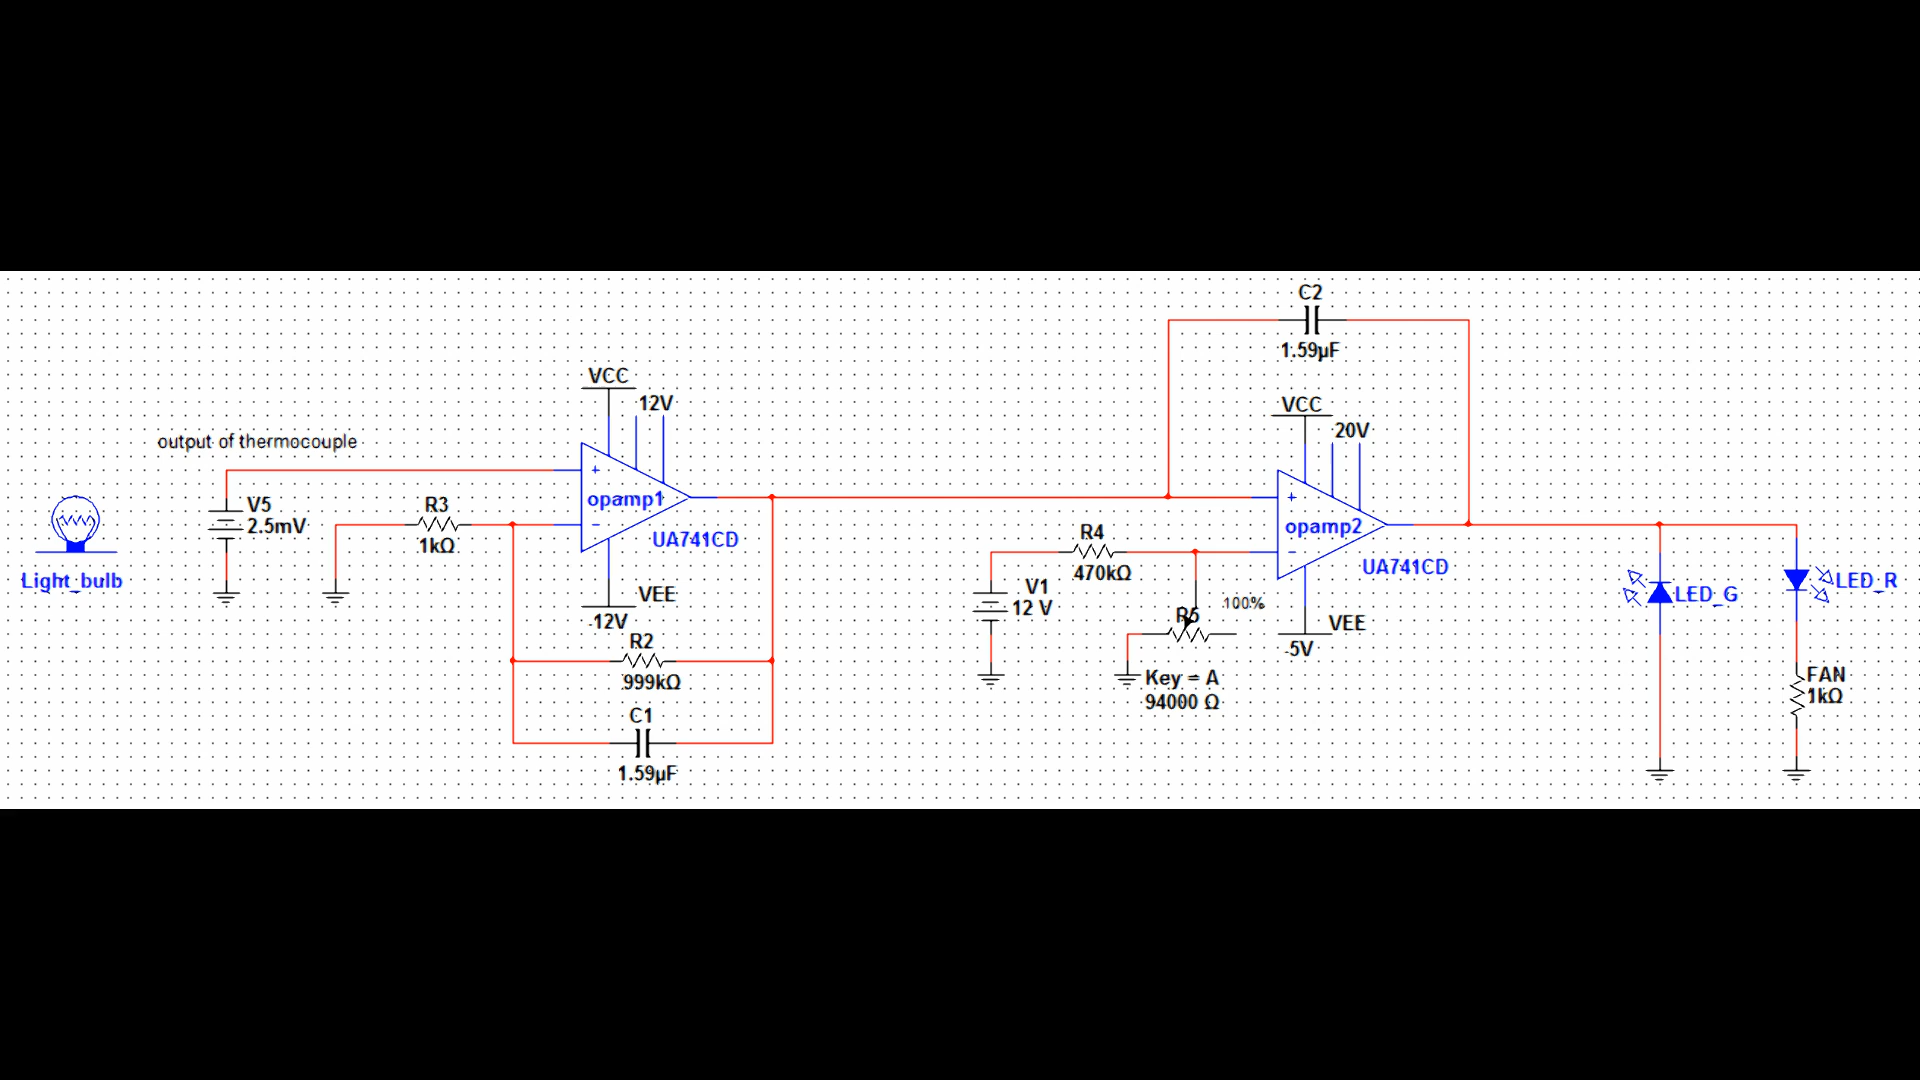 C2
1.59µF
VCC
12V
VCC
20V
output of thermocouple
+
opamp1
-
UA741CD
V5
2.5mV
R3
1kΩ
Light_bulb
+
opamp2
-
UA741CD
R4
470kΩ
V1
12 V
R5
100%
Key = A
94000 Ω
VEE
-12V
VEE
-5V
R2
999kΩ
C1
1.59µF
LED_G
LED_R
FAN
1kΩ